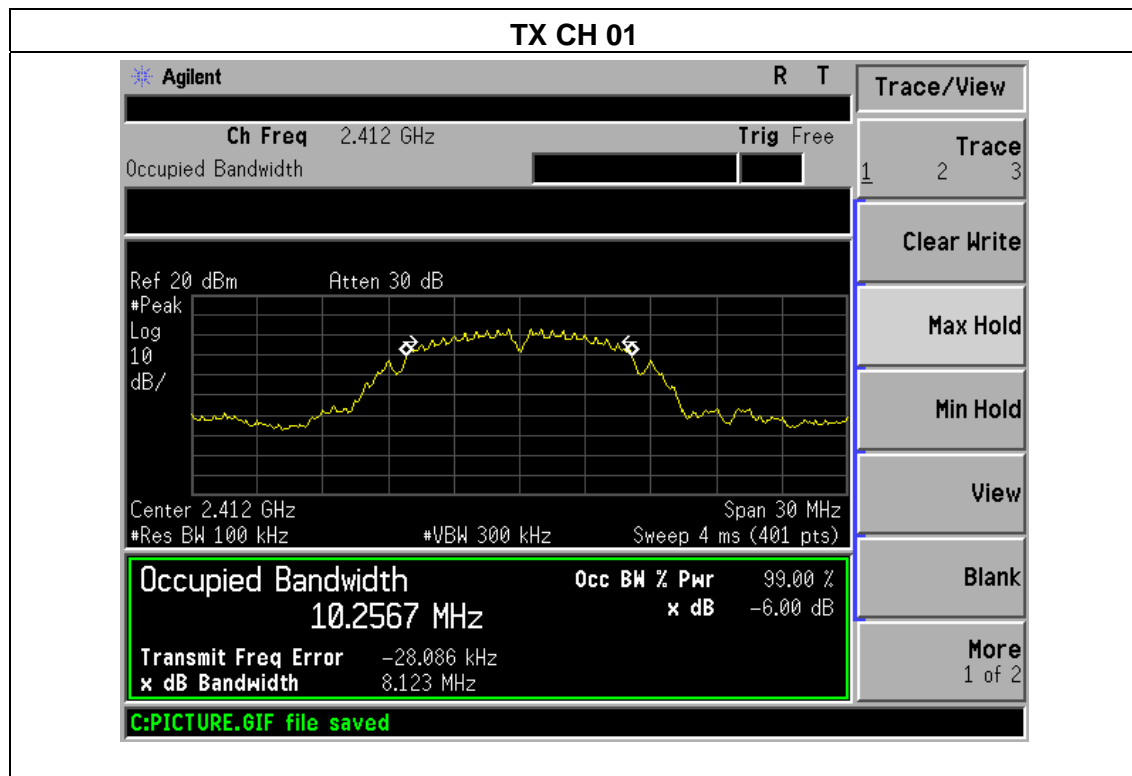 TX CH 01
Agilent R T
Ch Freq 2.412 GHz Trig Free
Occupied Bandwidth
Ref 20 dBm Atten 30 dB
#Peak
Log
10
dB/
Center 2.412 GHz Span 30 MHz
#Res BW 100 kHz #VBW 300 kHz Sweep 4 ms (401 pts)
Occupied Bandwidth Occ BW % Pwr 99.00 %
10.2567 MHz x dB -6.00 dB
Transmit Freq Error -28.086 kHz
x dB Bandwidth 8.123 MHz
C:PICTURE.GIF file saved
Trace/View
Trace
1 2 3
Clear Write
Max Hold
Min Hold
View
Blank
More
1 of 2